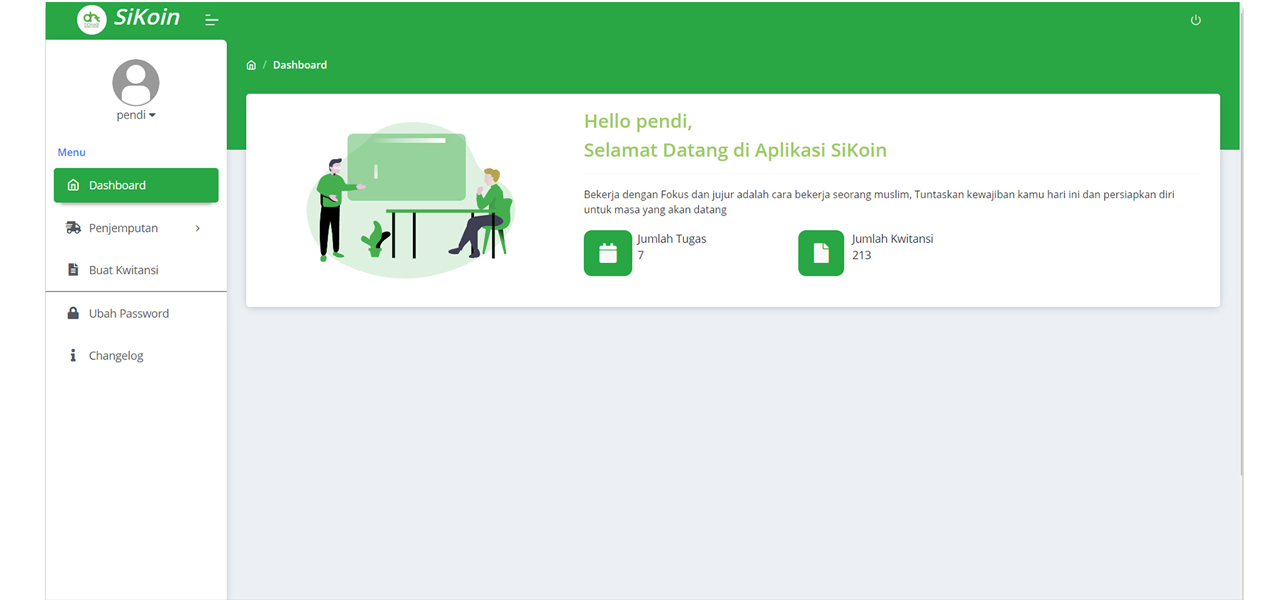 SiKoin
pendi
Menu
Dashboard
Penjemputan
Buat Kwitansi
Ubah Password
Changelog
/ Dashboard
Hello pendi,
Selamat Datang di Aplikasi SiKoin
Bekerja dengan Fokus dan jujur adalah cara bekerja seorang muslim, Tuntaskan kewajiban kamu hari ini dan persiapkan diri
untuk masa yang akan datang
Jumlah Tugas
7
Jumlah Kwitansi
213